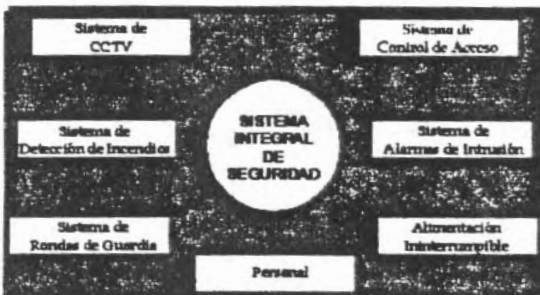 Sistema de
CCTV
Sistema de
Control de Acceso
SISTEMA
INTEGRAL
DE
SEGURIDAD
Sistema de
Detección de Incendios
Sistema de
Alarmas de Intrusión
Sistema de
Rondas de Guardia
Alimentación
Ininterrumpible
Personal